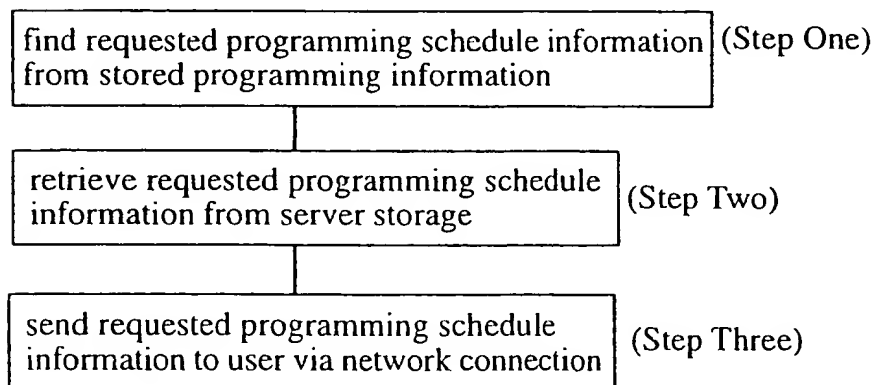 find requested programming schedule information (Step One)
from stored programming information
retrieve requested programming schedule
information from server storage (Step Two)
send requested programming schedule
information to user via network connection (Step Three)